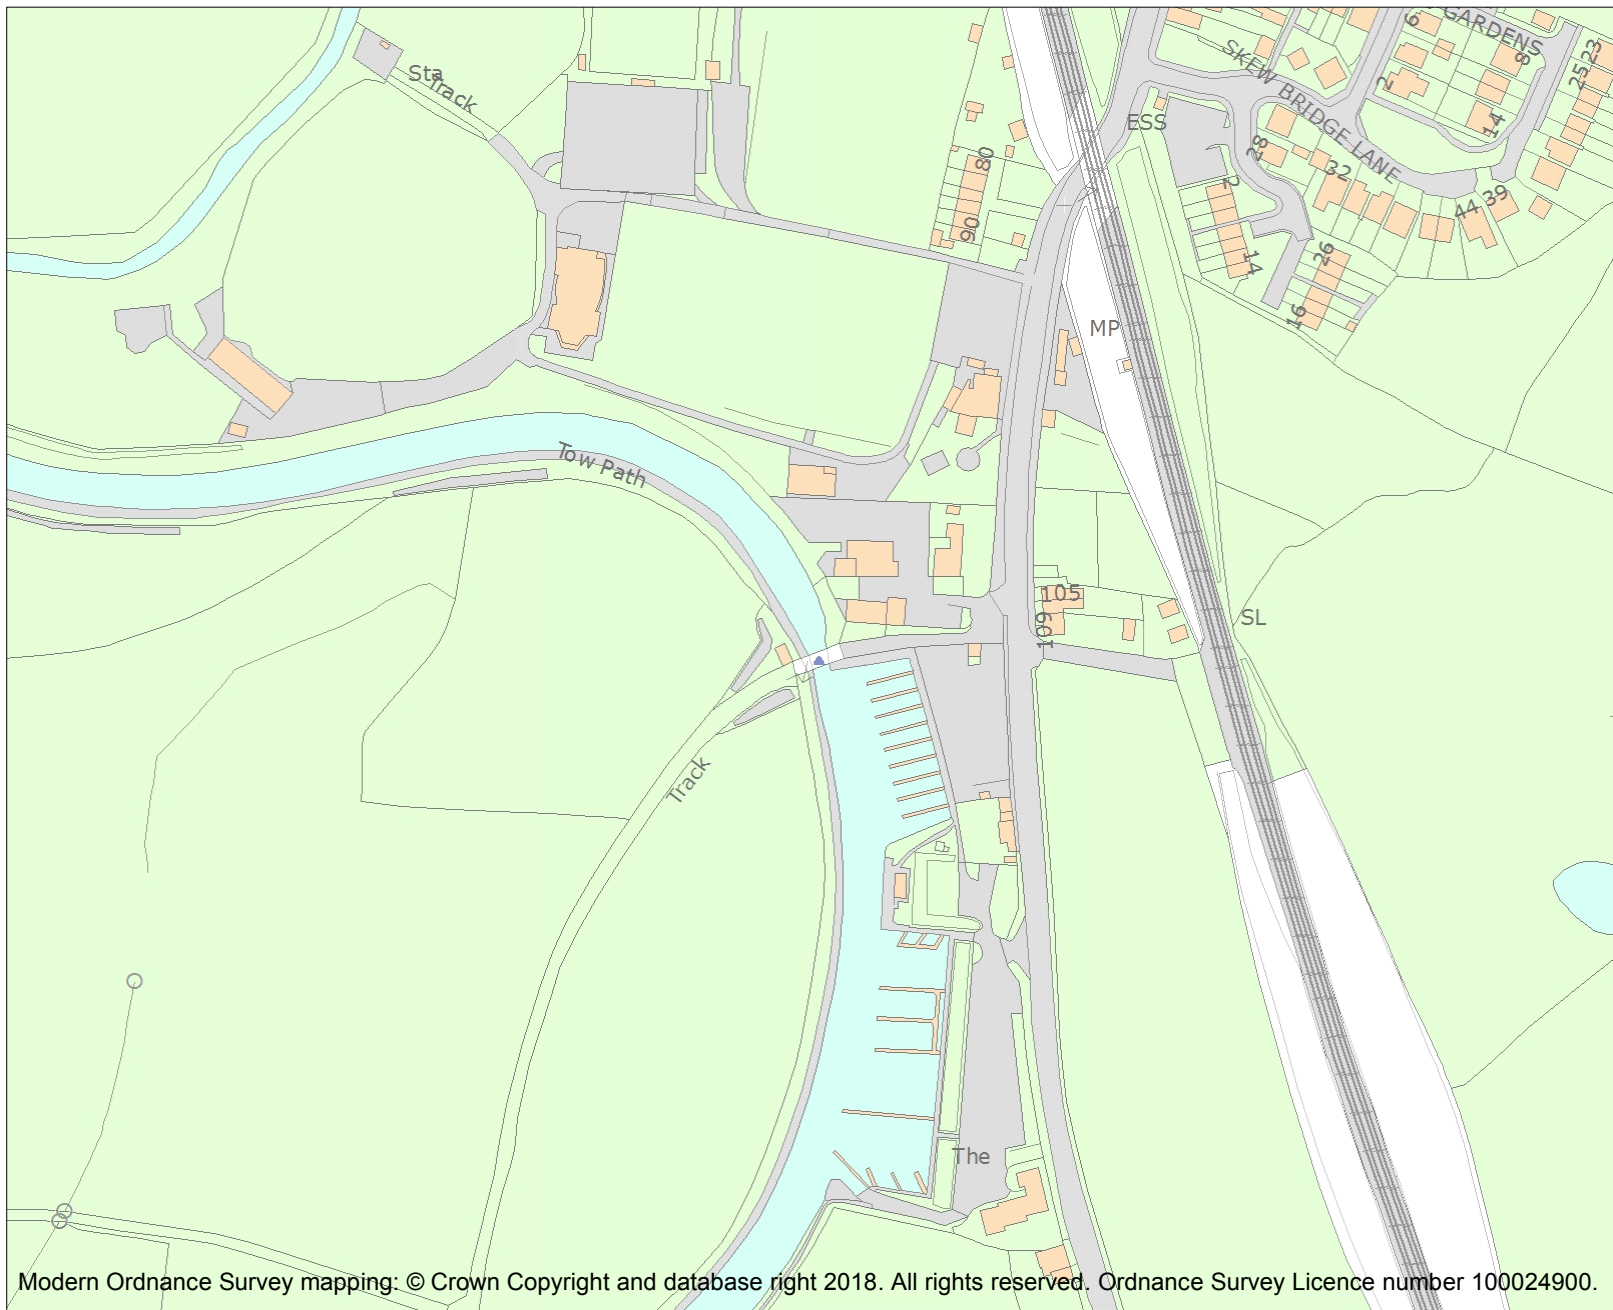 GARDENS
6
8
23
25
2
14
SKEW BRIDGE LANE
Sta
Track
ESS
28
32
44 39
80
90
2
14
26
16
MP
Tow Path
105
109
SL
Track
The
Modern Ordnance Survey mapping: © Crown Copyright and database right 2018. All rights reserved. Ordnance Survey Licence number 100024900.